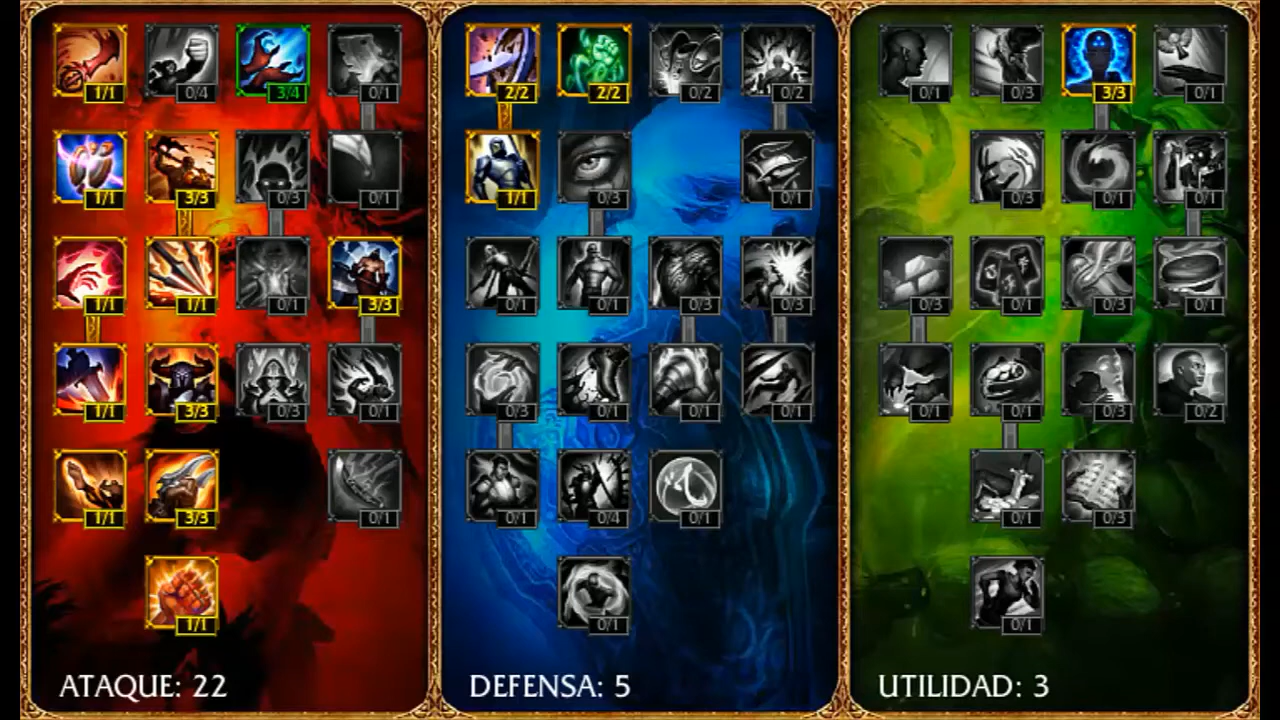 1/1 0/4 3/4 0/1 2/2 2/2 0/2 0/2 0/1 0/3 3/3 0/1
1/1 3/3 0/3 0/1 1/1 0/3 0/1 0/3 0/1 0/1
1/1 1/1 0/1 3/3 0/1 0/1 0/3 0/3 0/3 0/1 0/3 0/1
1/1 3/3 0/3 0/1 0/3 0/1 0/1 0/1 0/1 0/1 0/3 0/2
1/1 3/3 0/1 0/1 0/4 0/1 0/1 0/3
1/1 0/1 0/1
ATAQUE: 22 DEFENSA: 5 UTILIDAD: 3